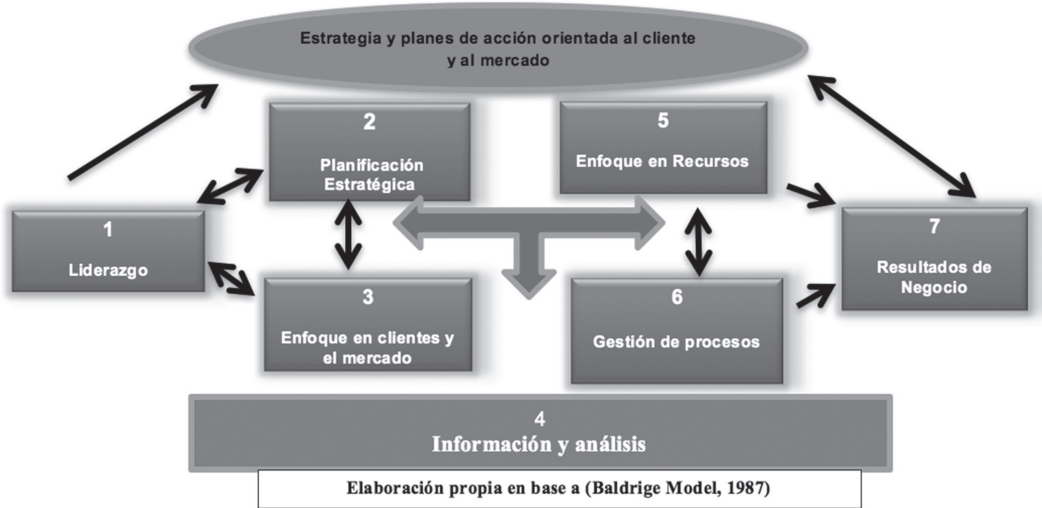 Estrategia y planes de acción orientada al cliente
y al mercado
1
Liderazgo
2
Planificación
Estratégica
3
Enfoque en clientes y
el mercado
5
Enfoque en Recursos
6
Gestión de procesos
7
Resultados de
Negocio
4
Información y análisis
Elaboración propia en base a (Baldrige Model, 1987)